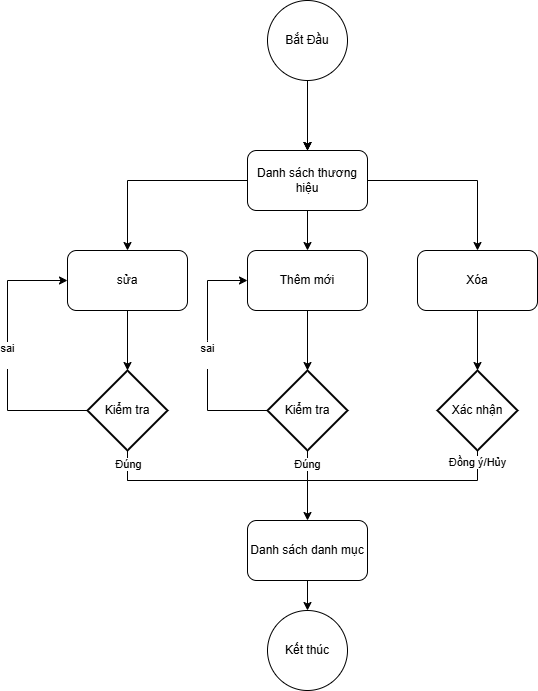 Bắt Đầu
Danh sách thương
hiệu
sửa
Thêm mới
Xóa
sai
sai
Kiểm tra
Kiểm tra
Xác nhận
Đúng
Đúng
Đồng ý/Hủy
Danh sách danh mục
Kết thúc